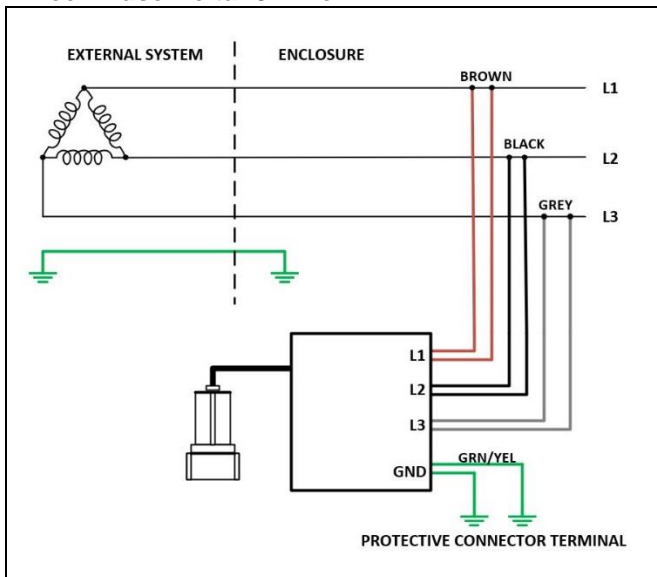 EXTERNAL SYSTEM
ENCLOSURE
BROWN
L1
BLACK
L2
GREY
L3
L1
L2
L3
GRN/YEL
GND
PROTECTIVE CONNECTOR TERMINAL